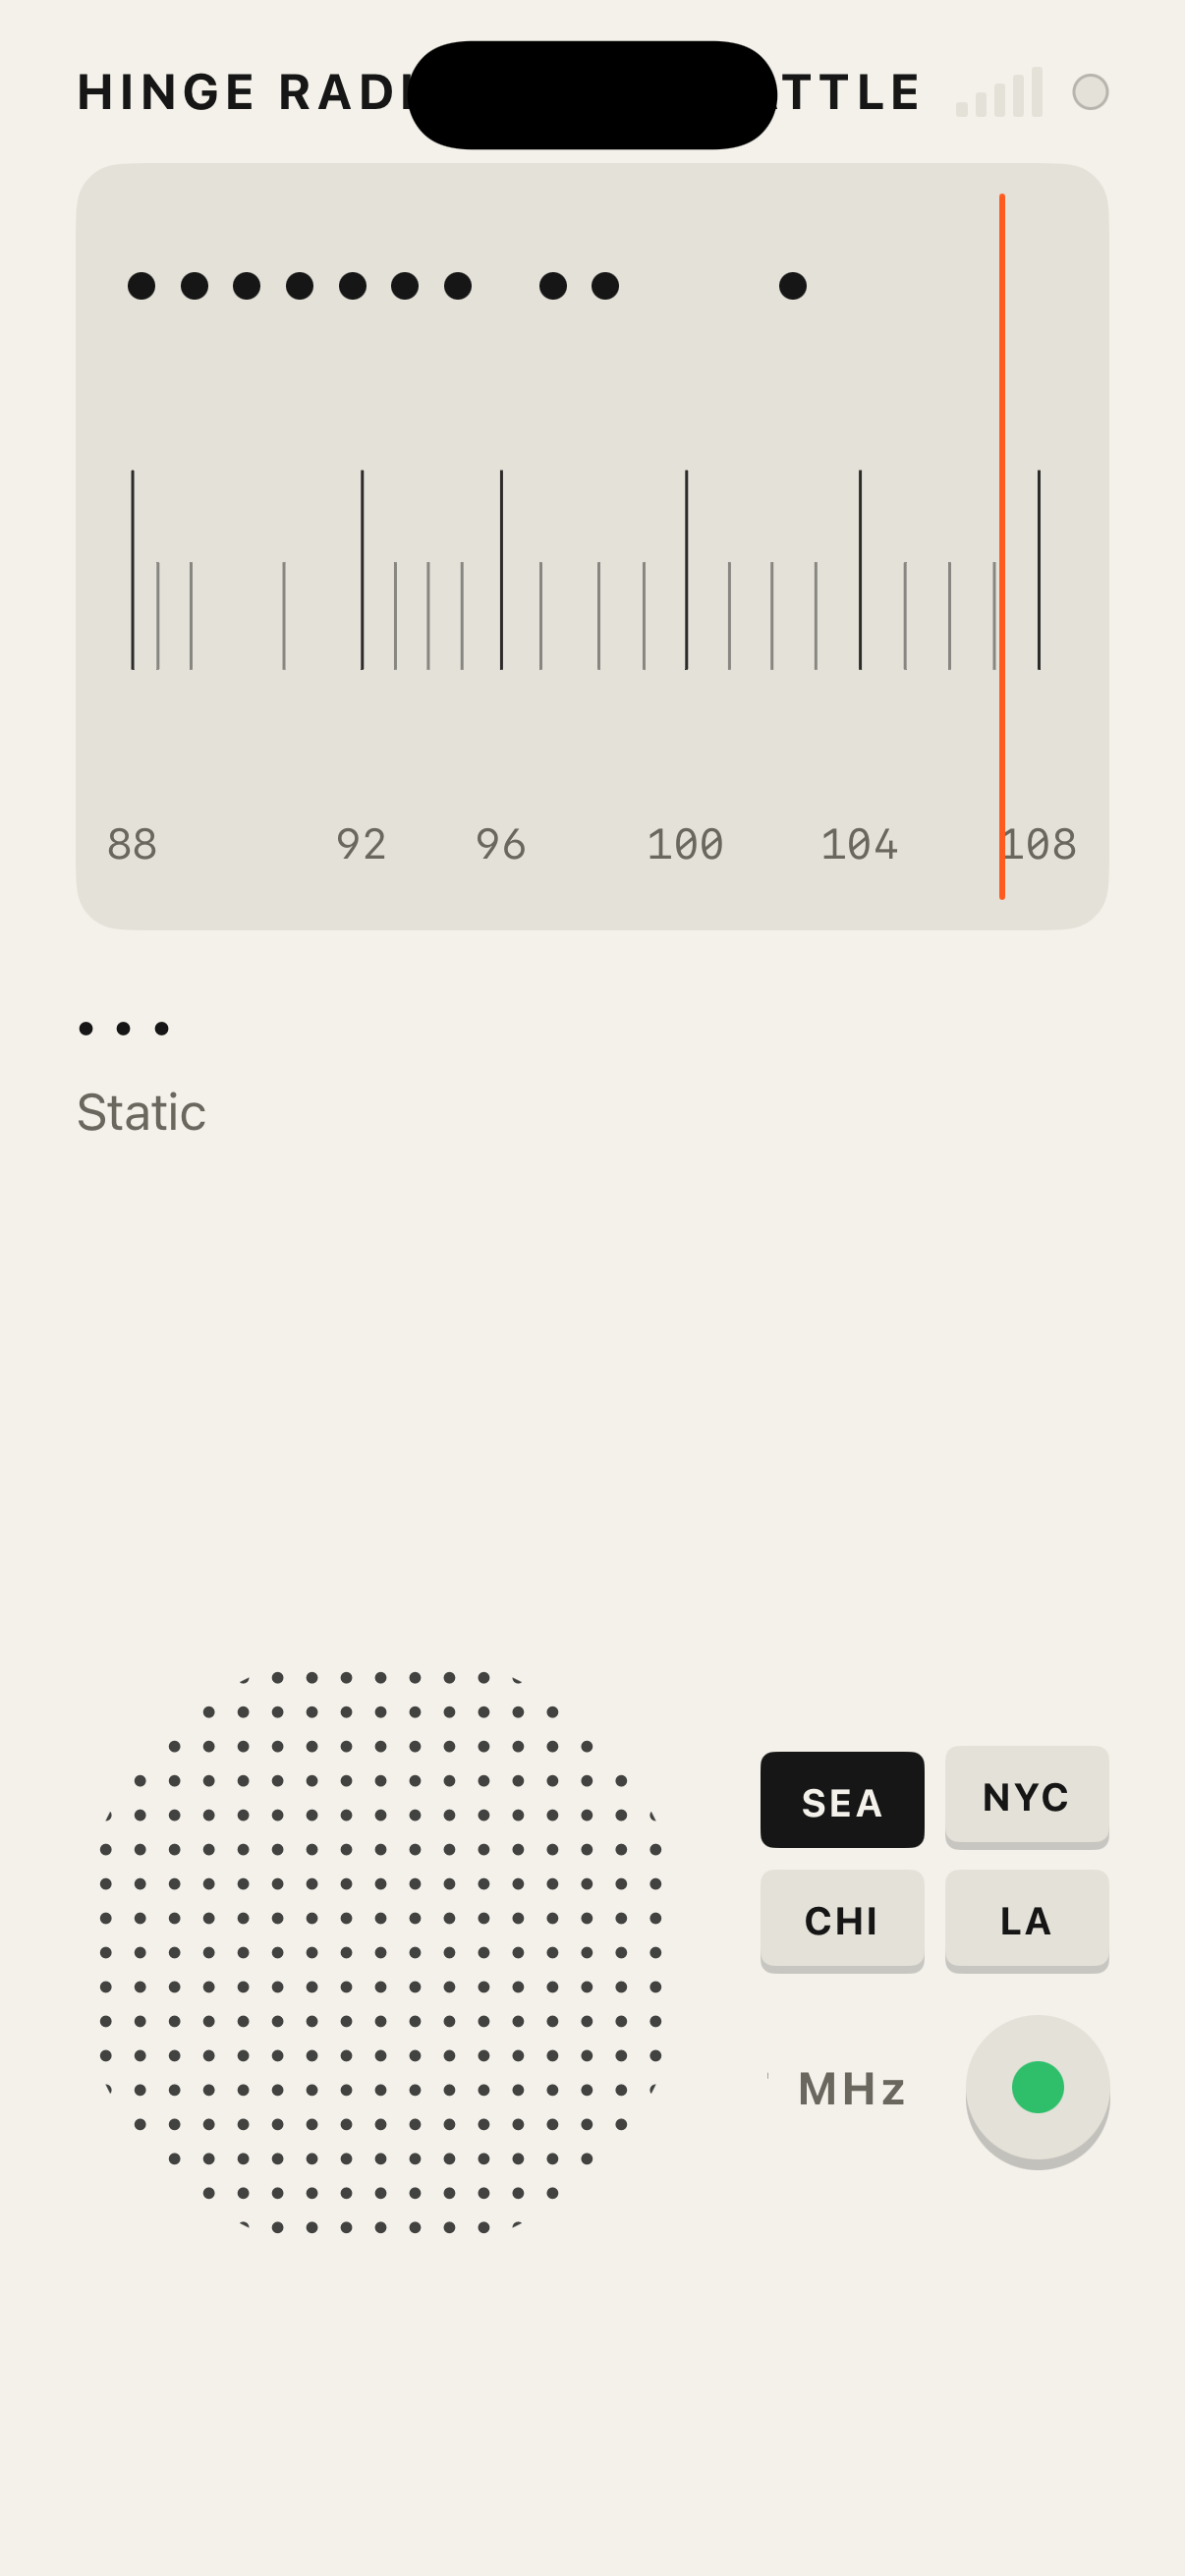 HINGE RAD TTLE
88 92 96 100 104 108
• • •
Static
SEA NYC
CHI LA
MHz